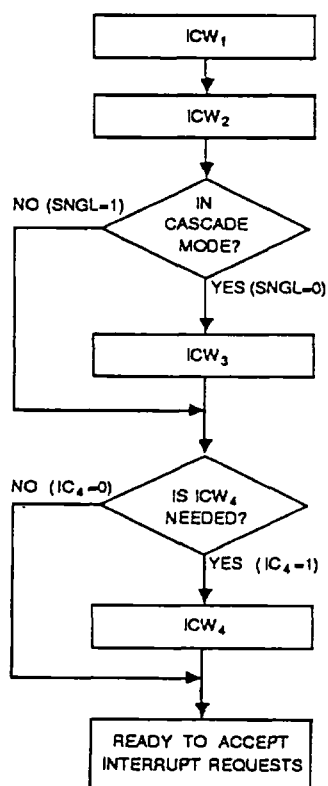 ICW₁
ICW₂
IN
CASCADE
MODE?
NO (SNGL=1)
YES (SNGL=0)
ICW₃
IS ICW₄
NEEDED?
NO (IC₄=0)
YES (IC₄=1)
ICW₄
READY TO ACCEPT
INTERRUPT REQUESTS